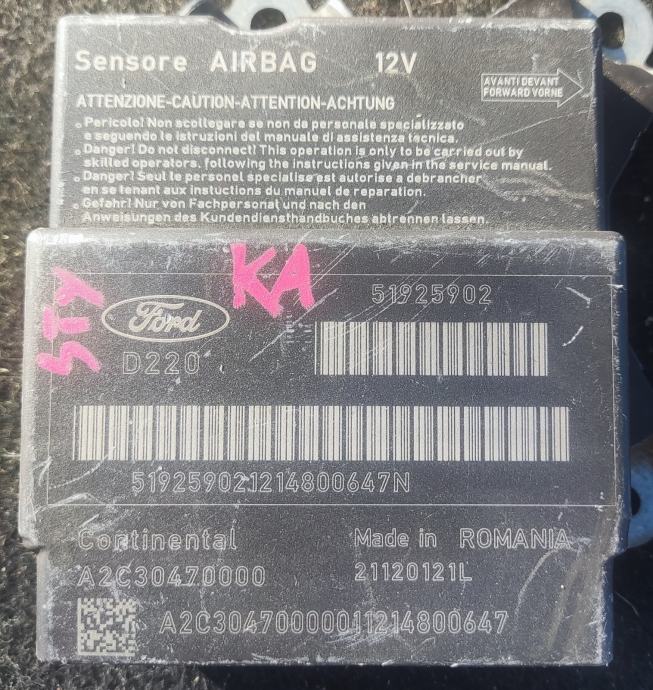 Sensore AIRBAG 12V
AVANTI DEVANT
FORWARD VORNE
ATTENZIONE-CAUTION-ATTENTION-ACHTUNG
Pericolo! Non scollegare se non da personale specializzato
e seguendo le istruzioni del manuale di assistenza tecnica.
Danger! Do not disconnect! This operation is only to be carried out by
skilled operators, following the instructions given in the service manual.
Danger! Seul le personel specialise est autorise a debrancher
en se tenant aux instuctions du manuel de reparation.
Gefahr! Nur von Fachpersonal und nach den
Anweisungen des Kundendiensthandbuches abtrennen lassen.
KA
51925902
STY
Ford
D220
519259021214800647N
Continental
Made in ROMANIA
A2C30470000
21120121L
A2C3047000011214800647